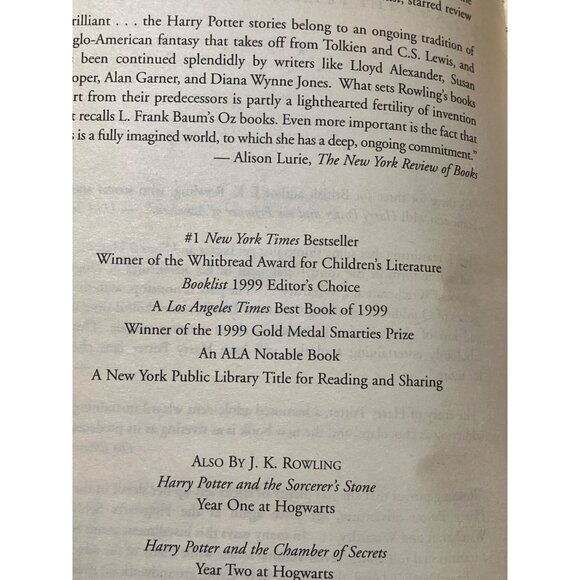 starred review
rilliant . . . the Harry Potter stories belong to an ongoing tradition of
glo-American fantasy that takes off from Tolkien and C.S. Lewis, and
been continued splendidly by writers like Lloyd Alexander, Susan
oper, Alan Garner, and Diana Wynne Jones. What sets Rowling's books
rt from their predecessors is partly a lighthearted fertility of invention
t recalls L. Frank Baum's Oz books. Even more important is the fact that
s is a fully imagined world, to which she has a deep, ongoing commitment."
— Alison Lurie, The New York Review of Books
#1 New York Times Bestseller
Winner of the Whitbread Award for Children's Literature
Booklist 1999 Editor's Choice
A Los Angeles Times Best Book of 1999
Winner of the 1999 Gold Medal Smarties Prize
An ALA Notable Book
A New York Public Library Title for Reading and Sharing
ALSO BY J. K. ROWLING
Harry Potter and the Sorcerer's Stone
Year One at Hogwarts
Harry Potter and the Chamber of Secrets
Year Two at Hogwarts